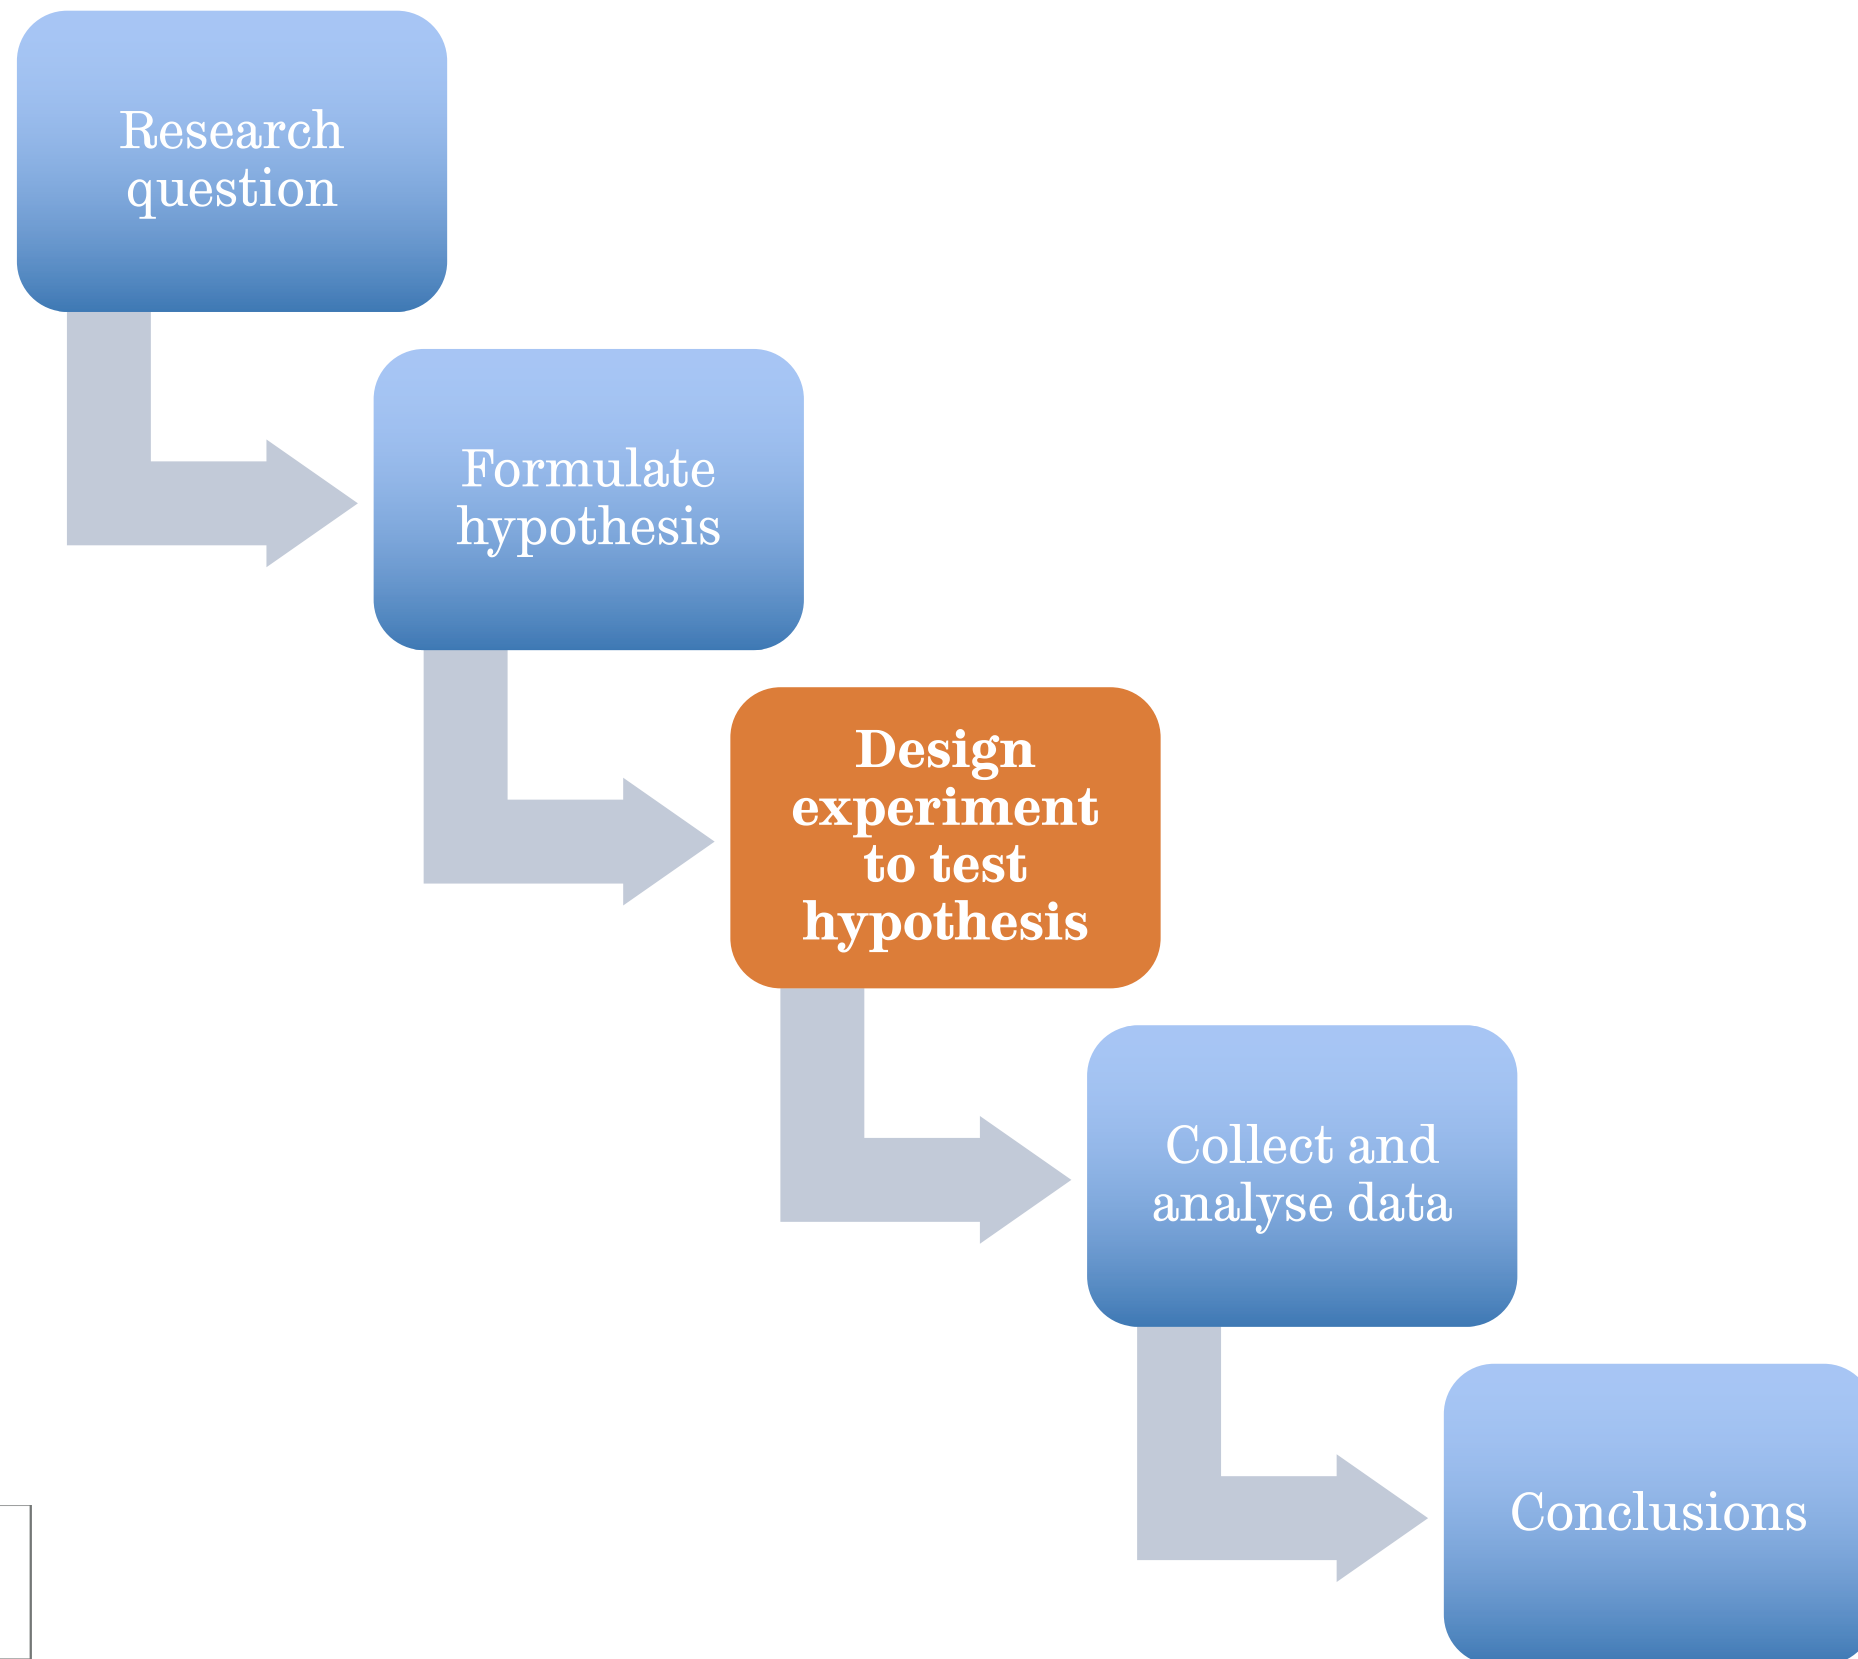 Research
question
Formulate
hypothesis
Design
experiment
to test
hypothesis
Collect and
analyse data
Conclusions